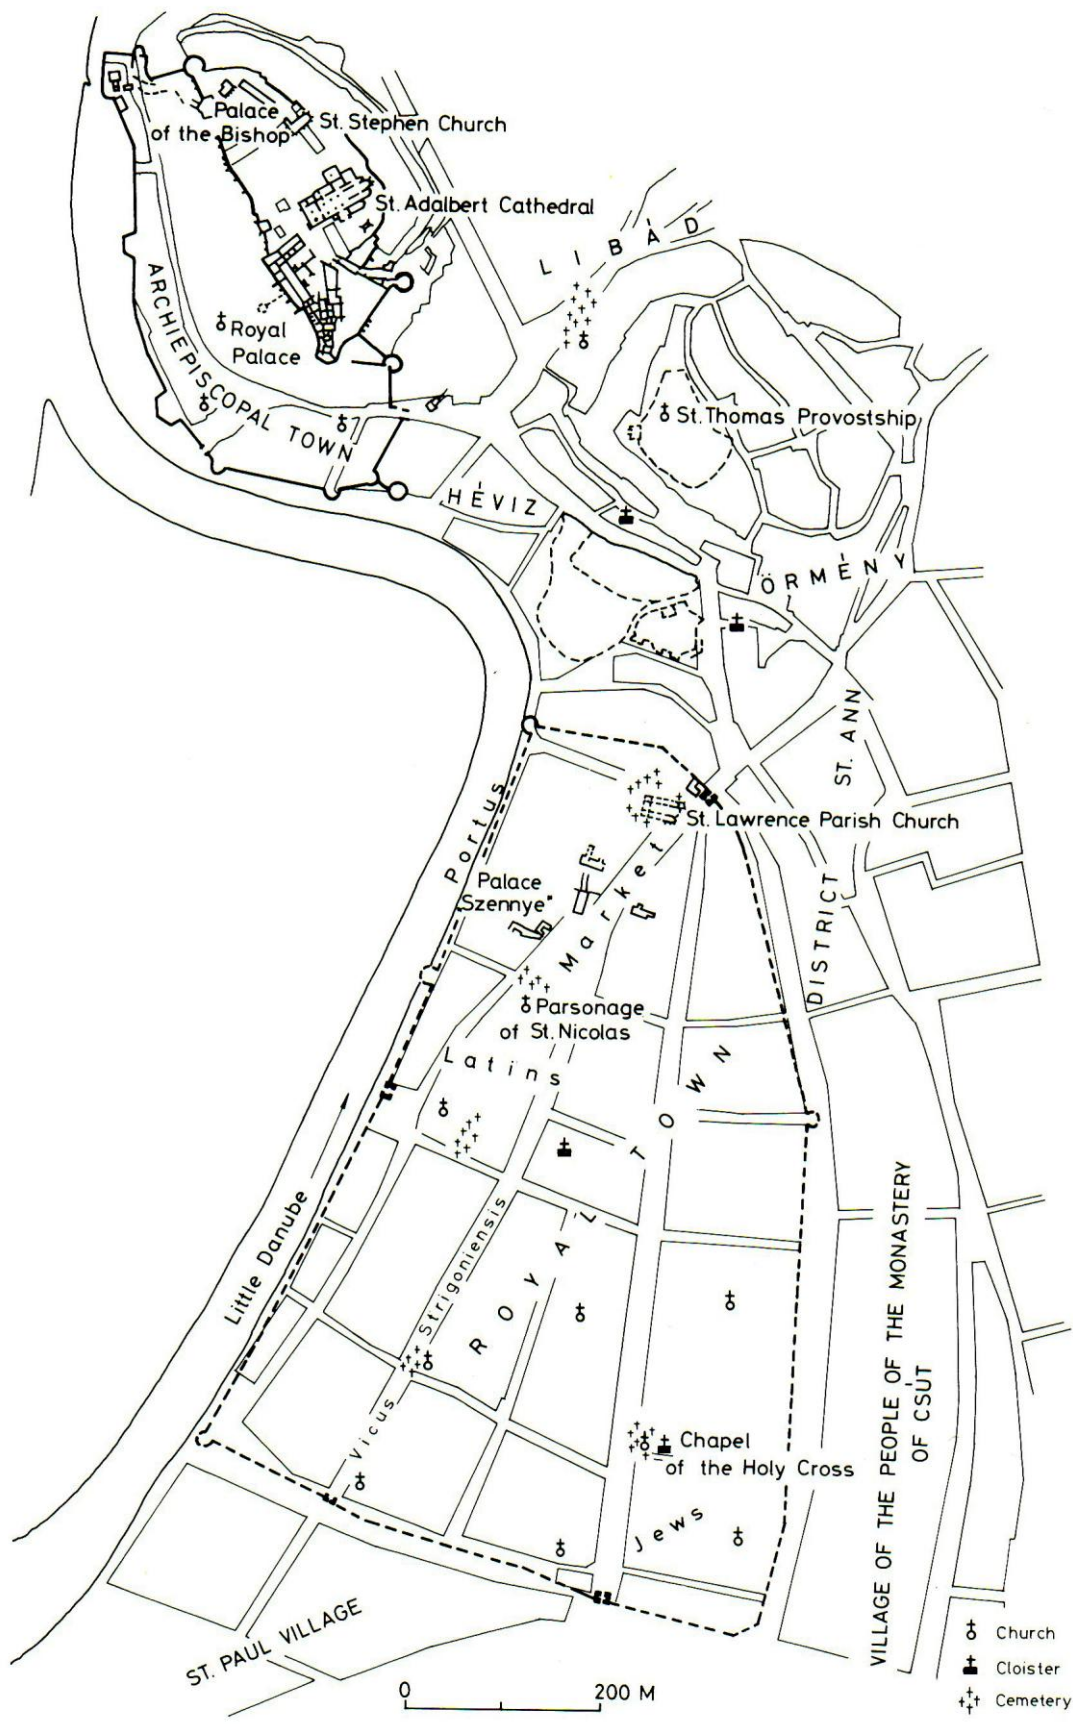 Palace
of the Bishop
St. Stephen Church
St. Adalbert Cathedral
LIBÁD
ARCHIEPISCOPAL TOWN
Royal
Palace
St. Thomas Provostship
HÉVIZ
ÖRMÉNY
DISTRICT ST. ANN
Portus
St. Lawrence Parish Church
Market
Palace
Szennye"
Parsonage
of St. Nicolas
Latins
ROYAL TOWN
Little Danube
Vicus Strigoniensis
VILLAGE OF THE PEOPLE OF THE MONASTERY
OF CSÚT
Chapel
of the Holy Cross
Jews
ST. PAUL VILLAGE
Church
Cloister
Cemetery
0 200 M